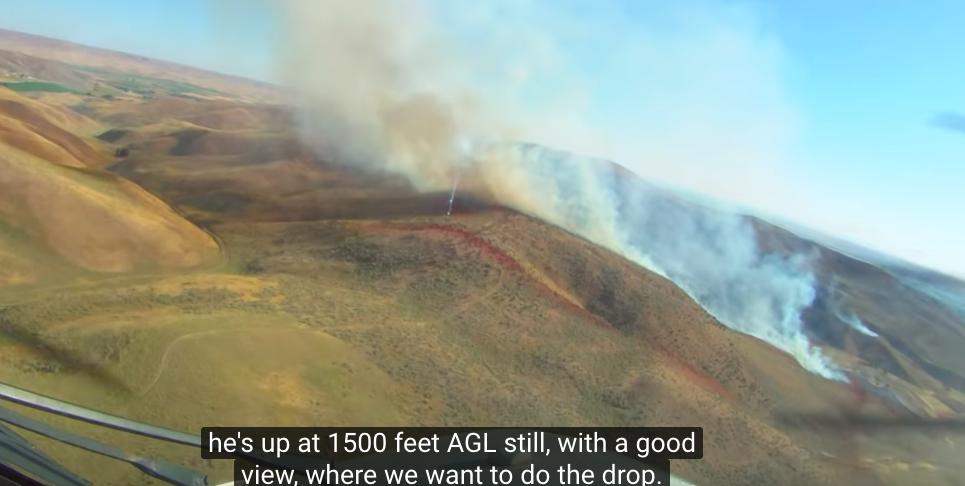 he's up at 1500 feet AGL still, with a good
view, where we want to do the drop.